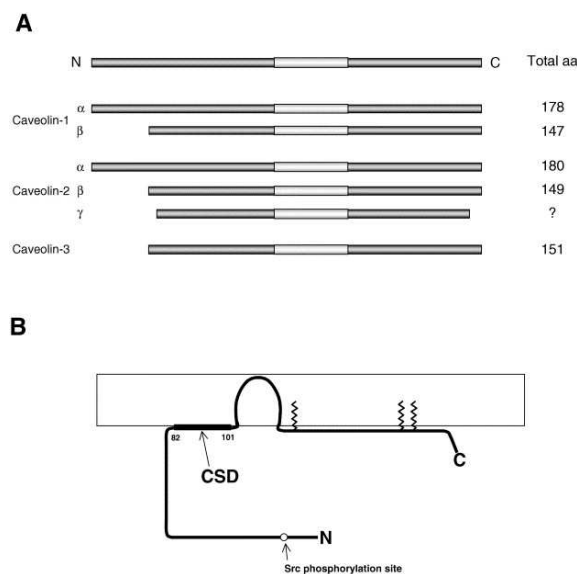 A
N C Total aa
α 178
Caveolin-1
β 147
α 180
Caveolin-2 β 149
γ ?
Caveolin-3 151
B
82 101
CSD
C
N
Src phosphorylation site